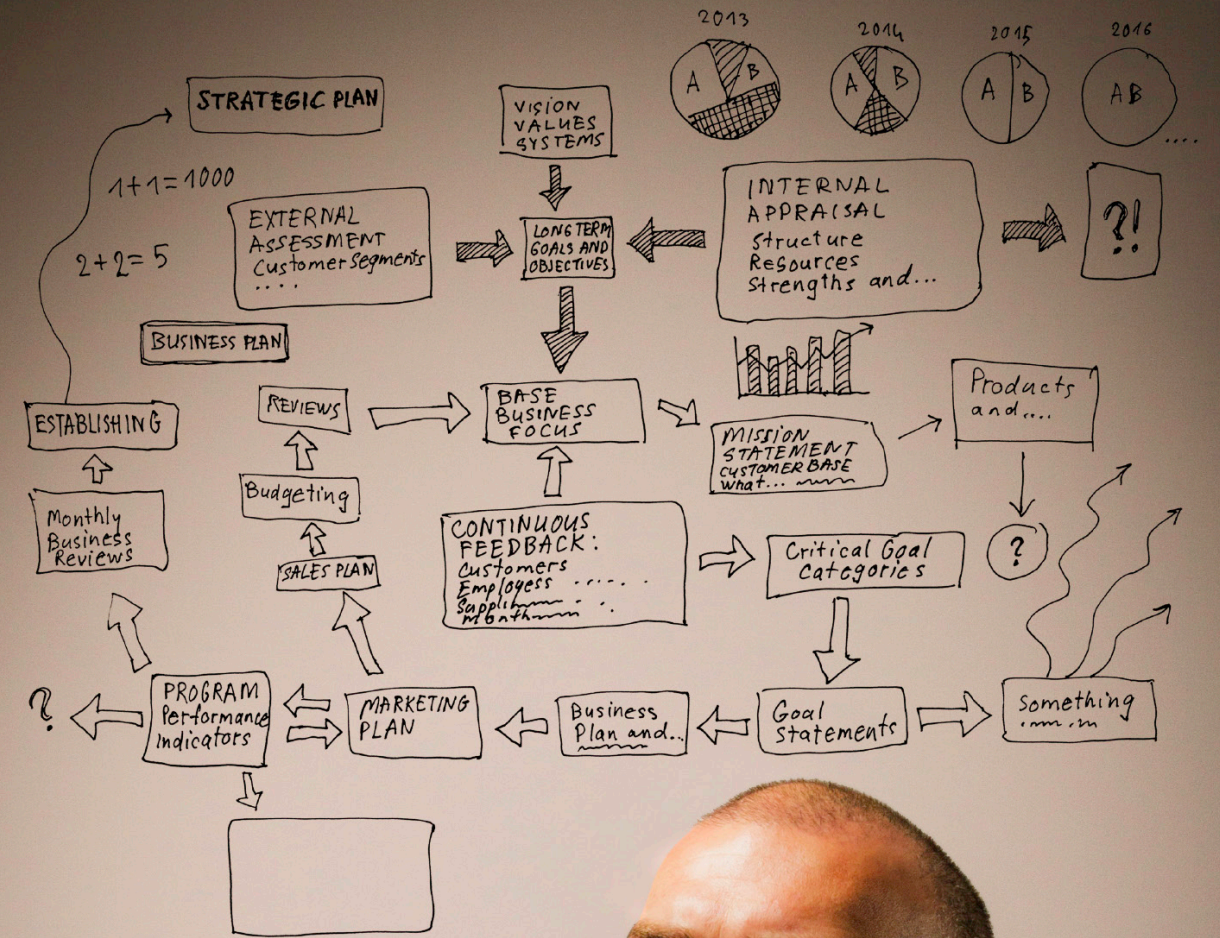 2013
2014
2015
2016
A
B
A
B
A
B
AB
....
STRATEGIC PLAN
VISION
VALUES
SYSTEMS
1+1=1000
2+2=5
EXTERNAL
ASSESSMENT
Customer Segments
....
LONG TERM
GOALS AND
OBJECTIVES
INTERNAL
APPRAISAL
Structure
Resources
Strengths and...
?!
BUSINESS PLAN
ESTABLISHING
REVIEWS
BASE
BUSINESS
FOCUS
MISSION
STATEMENT
CUSTOMER BASE
what...
Products
and....
Monthly
Business
Reviews
Budgeting
SALES PLAN
CONTINUOUS
FEEDBACK:
Customers
Employess ......
Critical Goal
Categories
?
?
PROGRAM
Performance
Indicators
MARKETING
PLAN
Business
Plan and...
Goal
Statements
Something